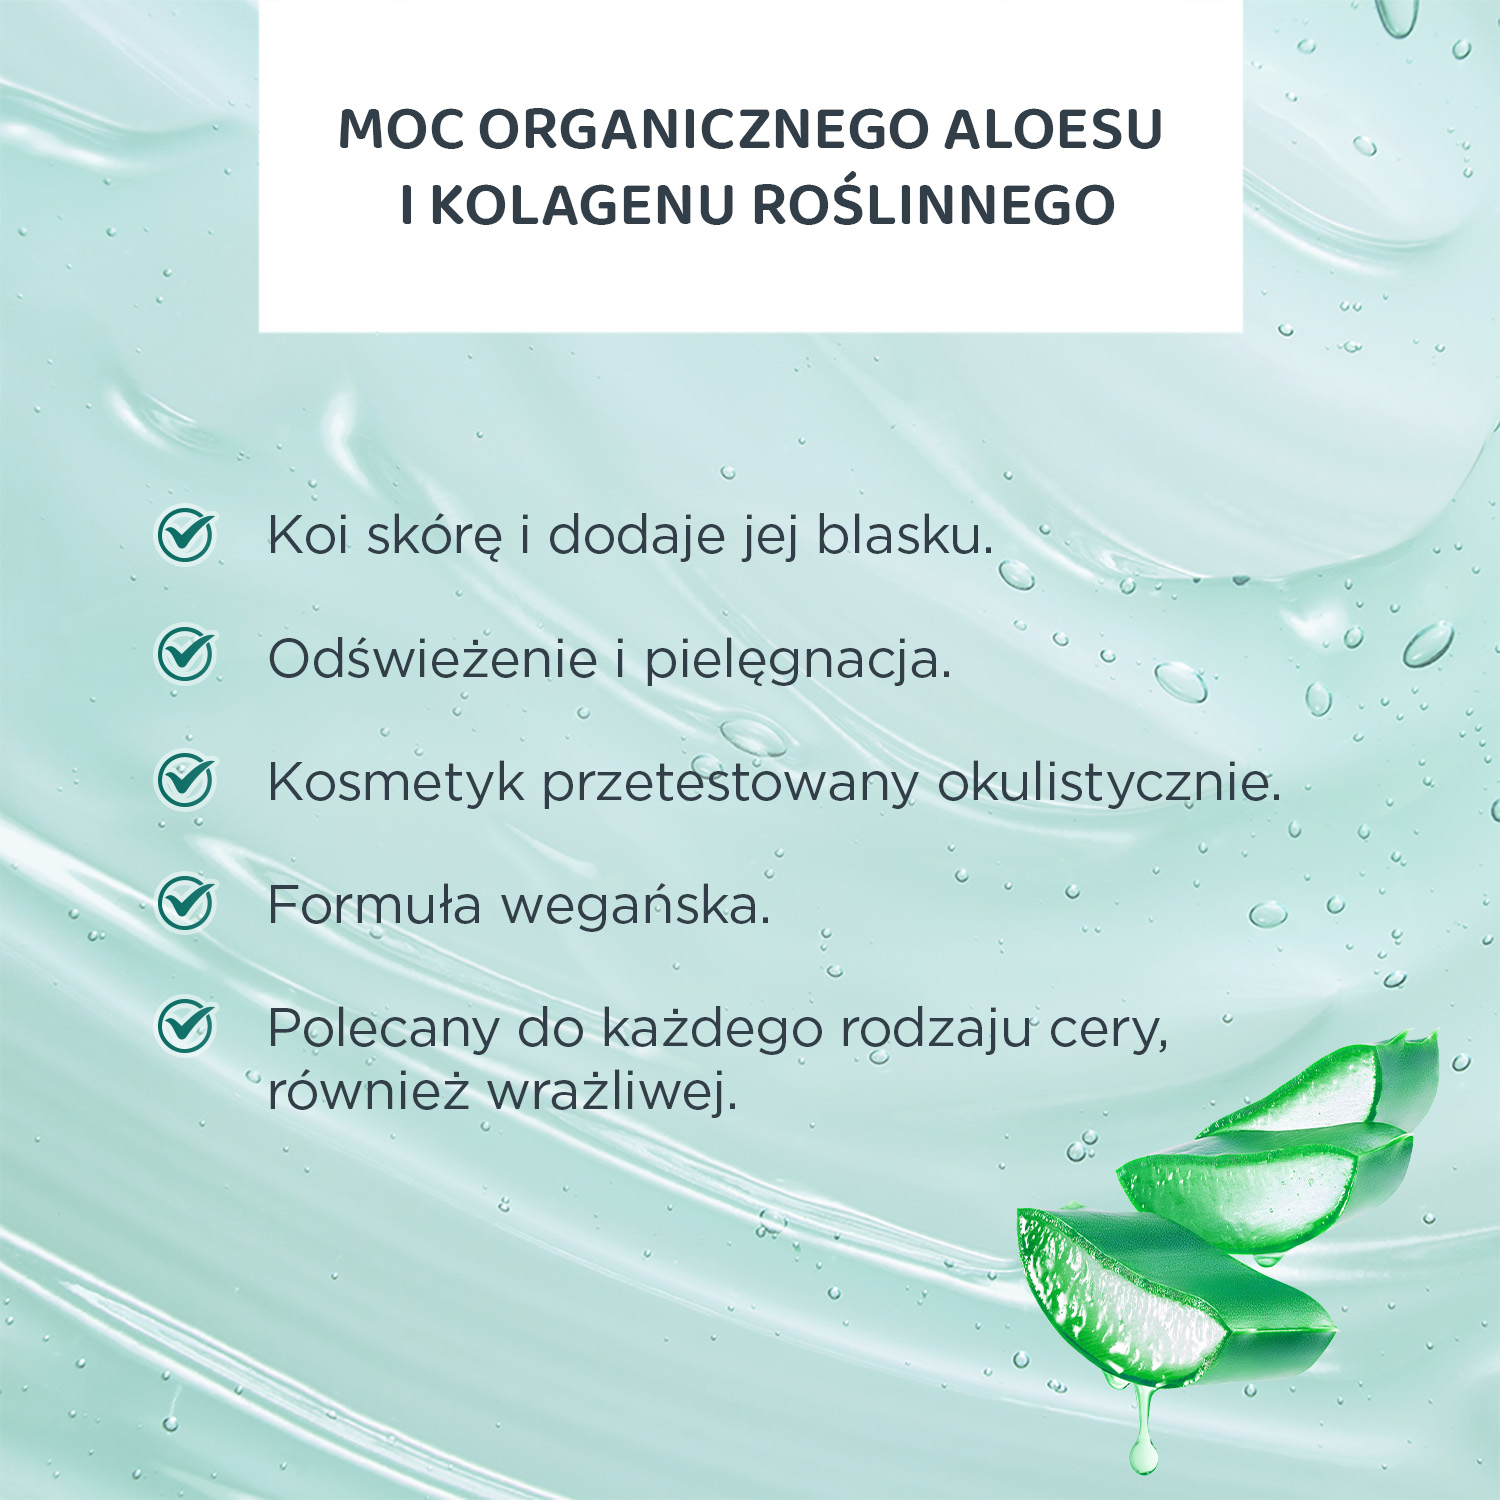 MOC ORGANICZNEGO ALOESU
I KOLAGENU ROŚLINNEGO
Koi skórę i dodaje jej blasku.
Odświeżenie i pielęgnacja.
Kosmetyk przetestowany okulistycznie.
Formuła wegańska.
Polecany do każdego rodzaju cery,
również wrażliwej.